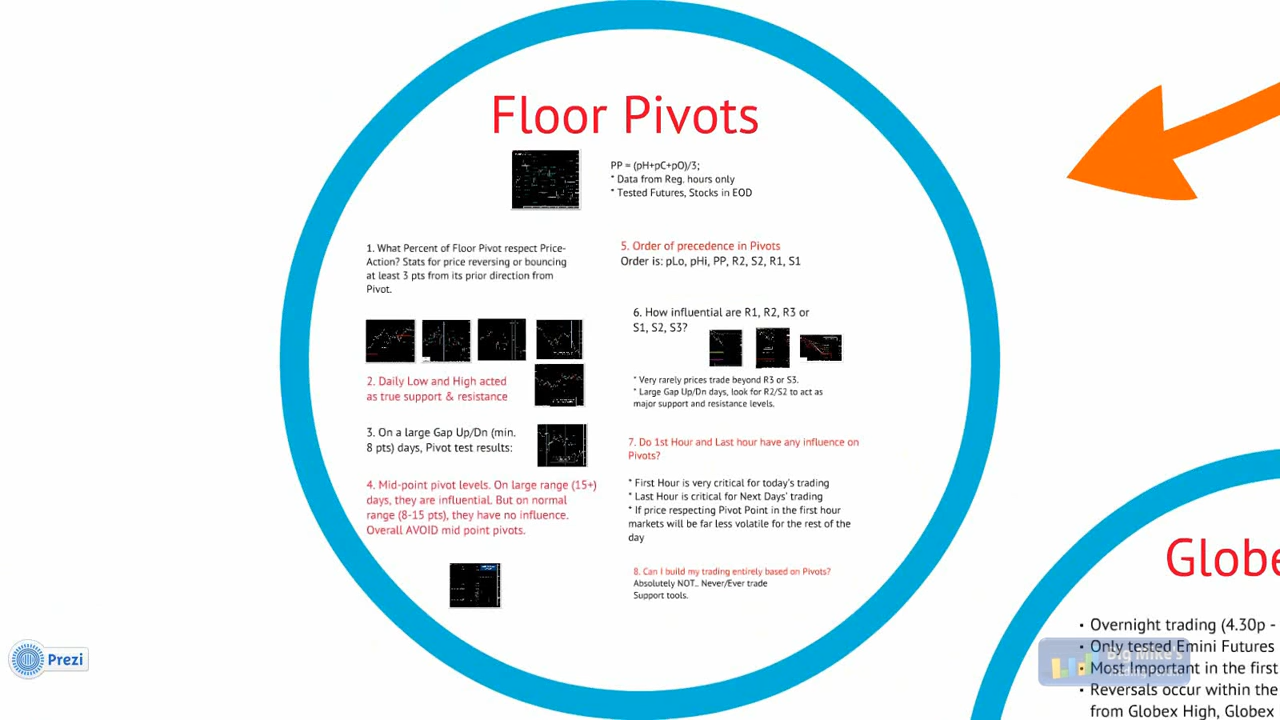 Floor Pivots
PP = (pH+pC+pO)/3;
* Data from Reg. hours only
* Tested Futures, Stocks in EOD
1. What Percent of Floor Pivot respect Price-
Action? Stats for price reversing or bouncing
at least 3 pts from its prior direction from
Pivot.
2. Daily Low and High acted
as true support & resistance
3. On a large Gap Up/Dn (min.
8 pts) days, Pivot test results:
4. Mid-point pivot levels. On large range (15+)
days, they are influential. But on normal
range (8-15 pts), they have no influence.
Overall AVOID mid point pivots.
5. Order of precedence in Pivots
Order is: pLo, pHi, PP, R2, S2, R1, S1
6. How influential are R1, R2, R3 or
S1, S2, S3?
* Very rarely prices trade beyond R3 or S3.
* Large Gap Up/Dn days, look for R2/S2 to act as
major support and resistance levels.
7. Do 1st Hour and Last hour have any influence on
Pivots?
* First Hour is very critical for today's trading
* Last Hour is critical for Next Days' trading
* If price respecting Pivot Point in the first hour
markets will be far less volatile for the rest of the
day
8. Can I build my trading entirely based on Pivots?
Absolutely NOT.. Never/Ever trade
Support tools.
Globe
• Overnight trading (4.30p -
• Only tested Emini Futures
• Most Important in the first
• Reversals occur within the
from Globex High, Globex
Prezi
Big Mike's